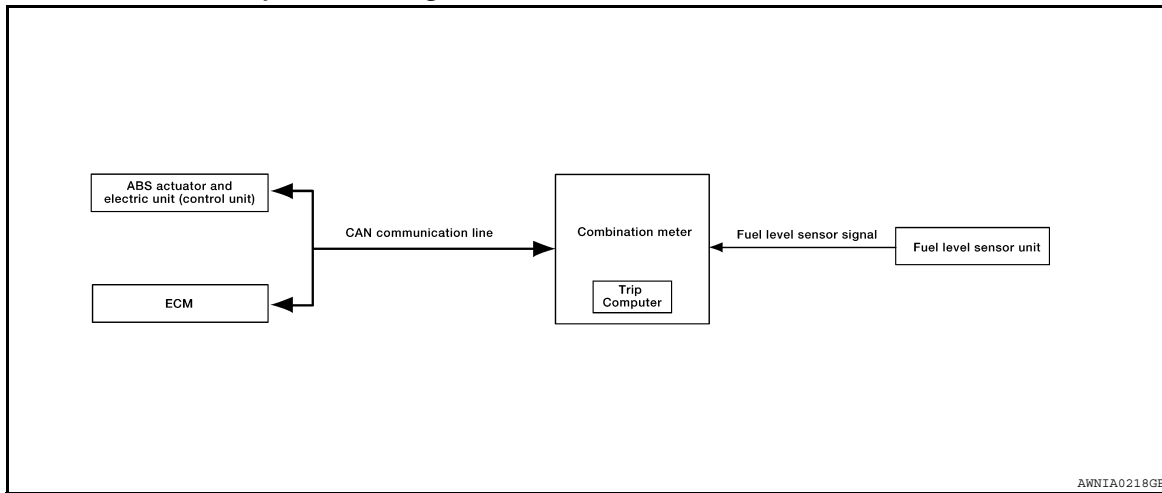 ABS actuator and
electric unit (control unit)
CAN communication line
ECM
Combination meter
Trip
Computer
Fuel level sensor signal
Fuel level sensor unit